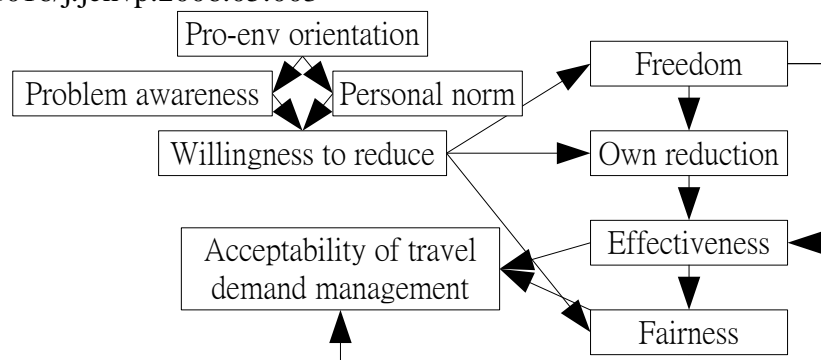 Pro-env orientation
Freedom
Problem awareness
Personal norm
Willingness to reduce
Own reduction
Acceptability of travel
demand management
Effectiveness
Fairness